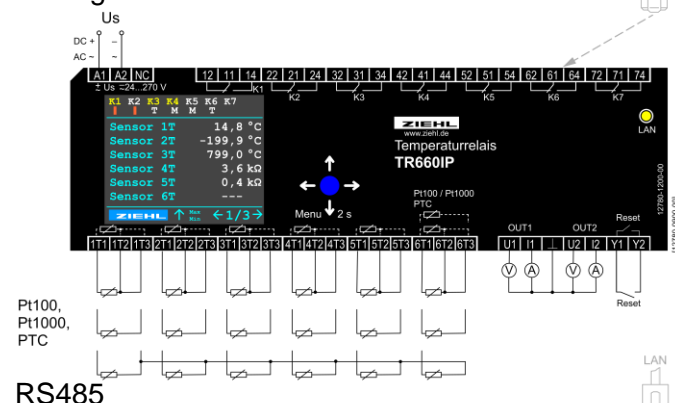 Us
DC + –
AC ~ ~
A1 A2 NC 12 11 14 22 21 24 32 31 34 42 41 44 52 51 54 62 61 64 72 71 74
± Us =24...270 V K1 K2 K3 K4 K5 K6 K7
K1 K2 K3 K4 K5 K6 K7
T M M T
Sensor 1T 14,8 °C
Sensor 2T -199,9 °C
Sensor 3T 799,0 °C
Sensor 4T 3,6 kΩ
Sensor 5T 0,4 kΩ
Sensor 6T ---
ZIEHL ↑ Max Min ←1/3→
ZIEHL
www.ziehl.de
Temperaturrelais
TR660IP
LAN
Menu 2 s
Pt100 / Pt1000
PTC
12780-1200-00
OUT1 OUT2 Reset
1T1 1T2 1T3 2T1 2T2 2T3 3T1 3T2 3T3 4T1 4T2 4T3 5T1 5T2 5T3 6T1 6T2 6T3 U1 I1 ⊥ U2 I2 Y1 Y2
V A V A
Reset
Pt100,
Pt1000,
PTC
LAN
RS485